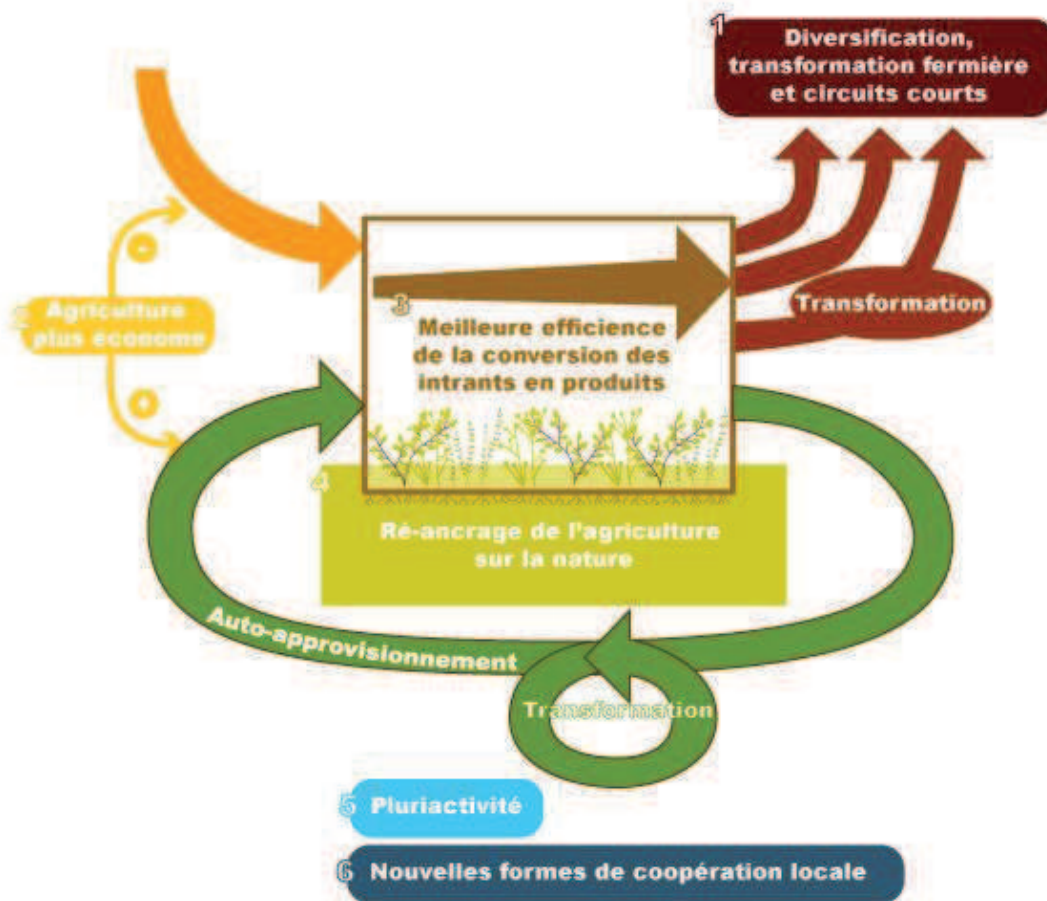 1
Diversification,
transformation fermière
et circuits courts
2
Agriculture
plus économe
-
+
3
Meilleure efficience
de la conversion des
intrants en produits
Transformation
4
Ré-ancrage de l'agriculture
sur la nature
Auto-approvisionnement
Transformation
5 Pluriactivité
6 Nouvelles formes de coopération locale